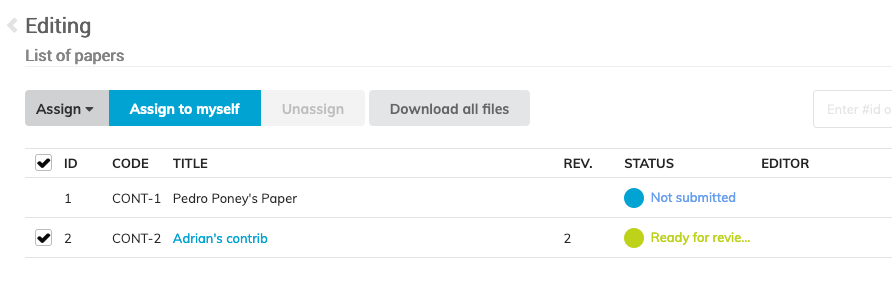 Editing
List of papers
Assign Assign to myself Unassign Download all files Enter #id o
ID CODE TITLE REV. STATUS EDITOR
1 CONT-1 Pedro Poney's Paper Not submitted
2 CONT-2 Adrian's contrib 2 Ready for revie...